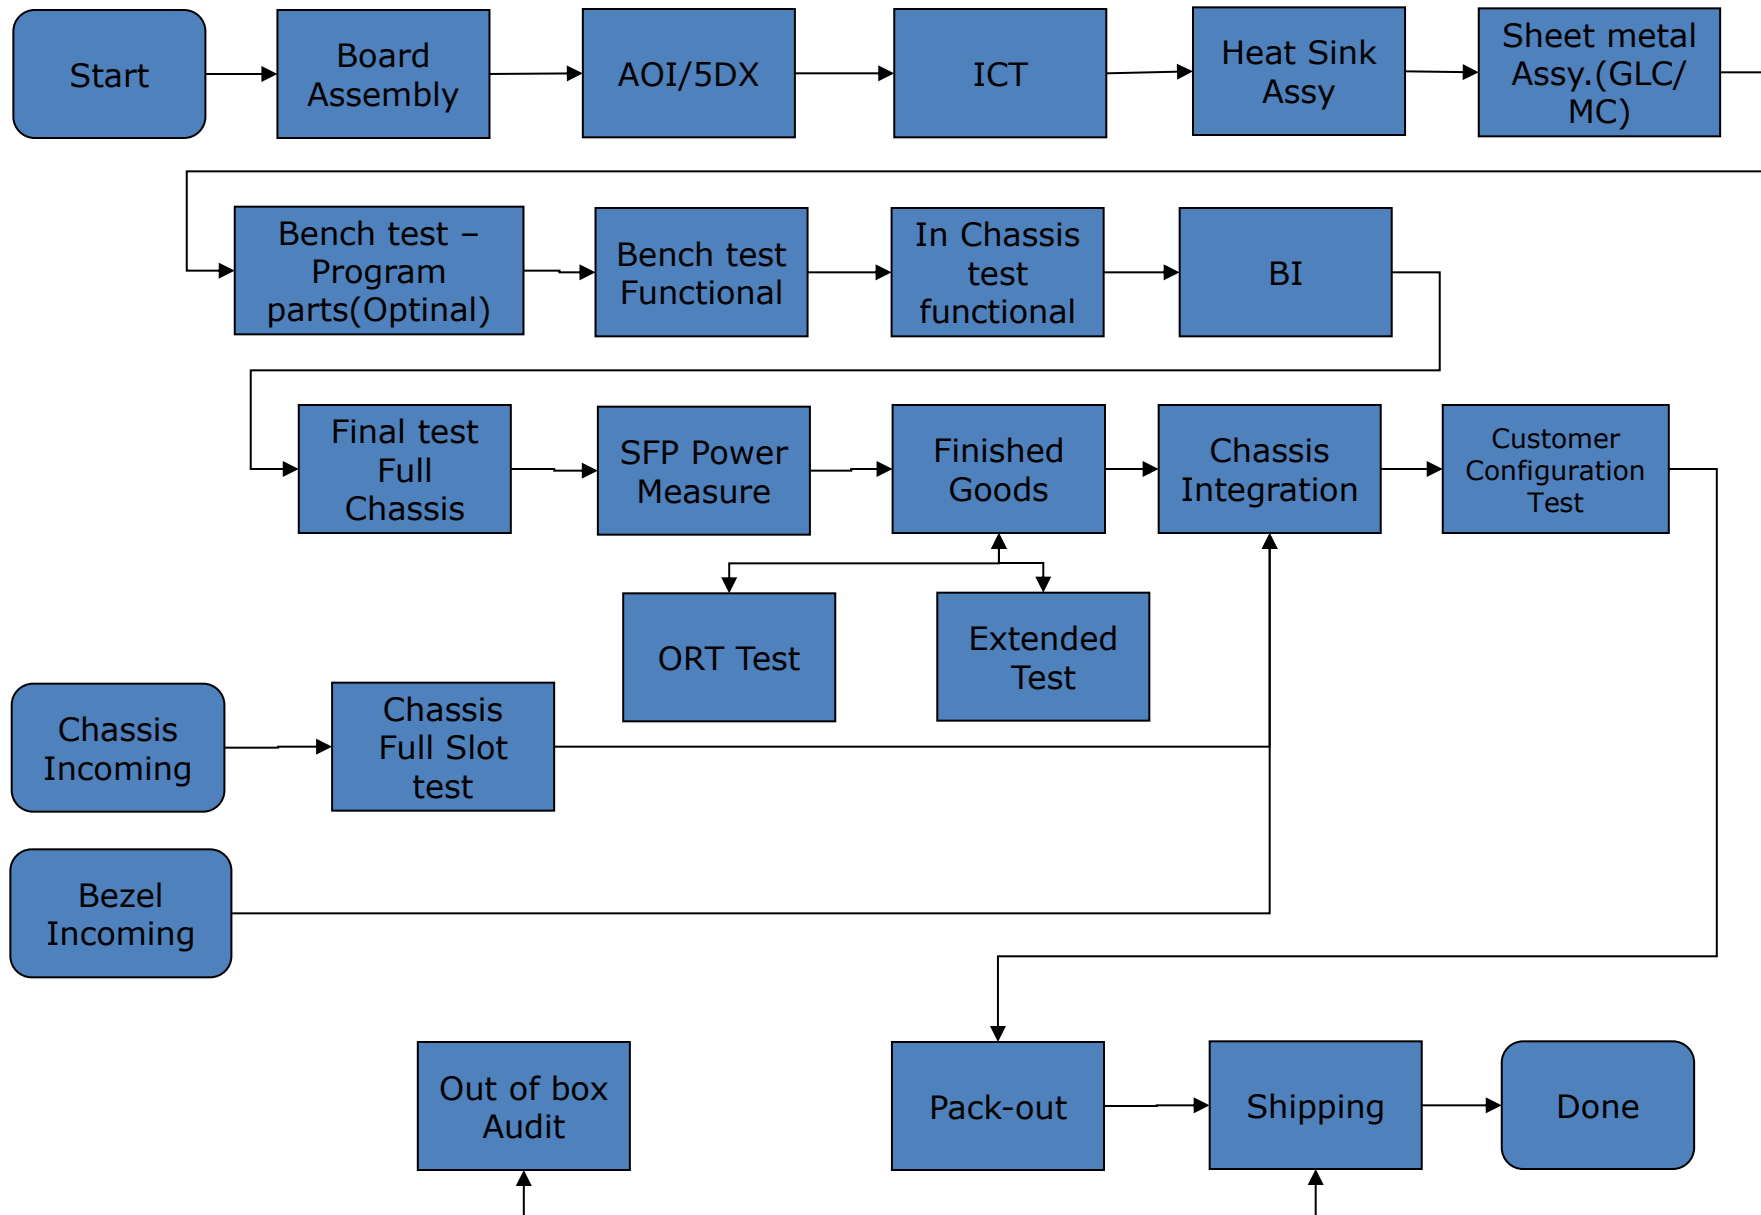 Start
Board
Assembly
AOI/5DX
ICT
Heat Sink
Assy
Sheet metal
Assy.(GLC/
MC)
Bench test –
Program
parts(Optinal)
Bench test
Functional
In Chassis
test
functional
BI
Final test
Full
Chassis
SFP Power
Measure
Finished
Goods
Chassis
Integration
Customer
Configuration
Test
ORT Test
Extended
Test
Chassis
Incoming
Chassis
Full Slot
test
Bezel
Incoming
Out of box
Audit
Pack-out
Shipping
Done